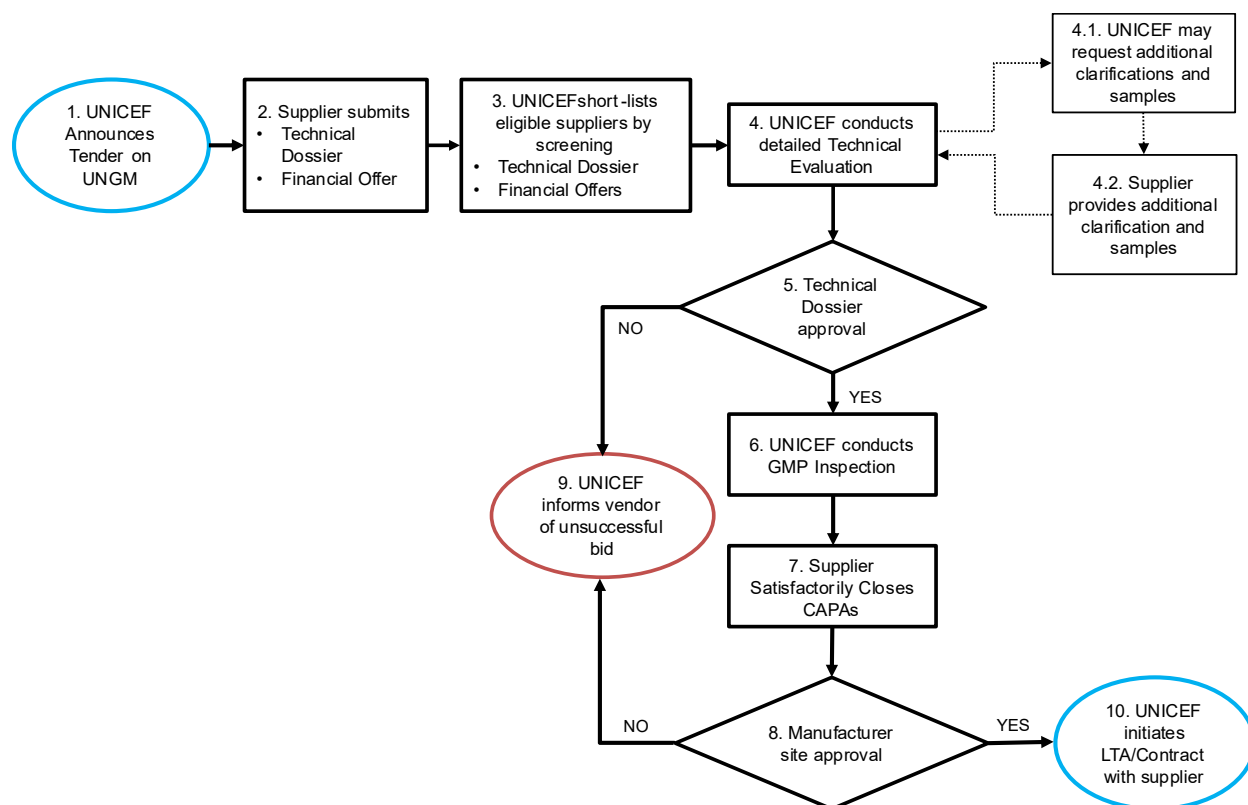 1. UNICEF
Announces
Tender on
UNGM
2. Supplier submits
• Technical
Dossier
• Financial Offer
3. UNICEFshort-lists
eligible suppliers by
screening
• Technical Dossier
• Financial Offers
4. UNICEF conducts
detailed Technical
Evaluation
4.1. UNICEF may
request additional
clarifications and
samples
4.2. Supplier
provides additional
clarification and
samples
5. Technical
Dossier
approval
NO
YES
6. UNICEF conducts
GMP Inspection
9. UNICEF
informs vendor
of unsuccessful
bid
7. Supplier
Satisfactorily Closes
CAPAs
8. Manufacturer
site approval
NO
YES
10. UNICEF
initiates
LTA/Contract
with supplier